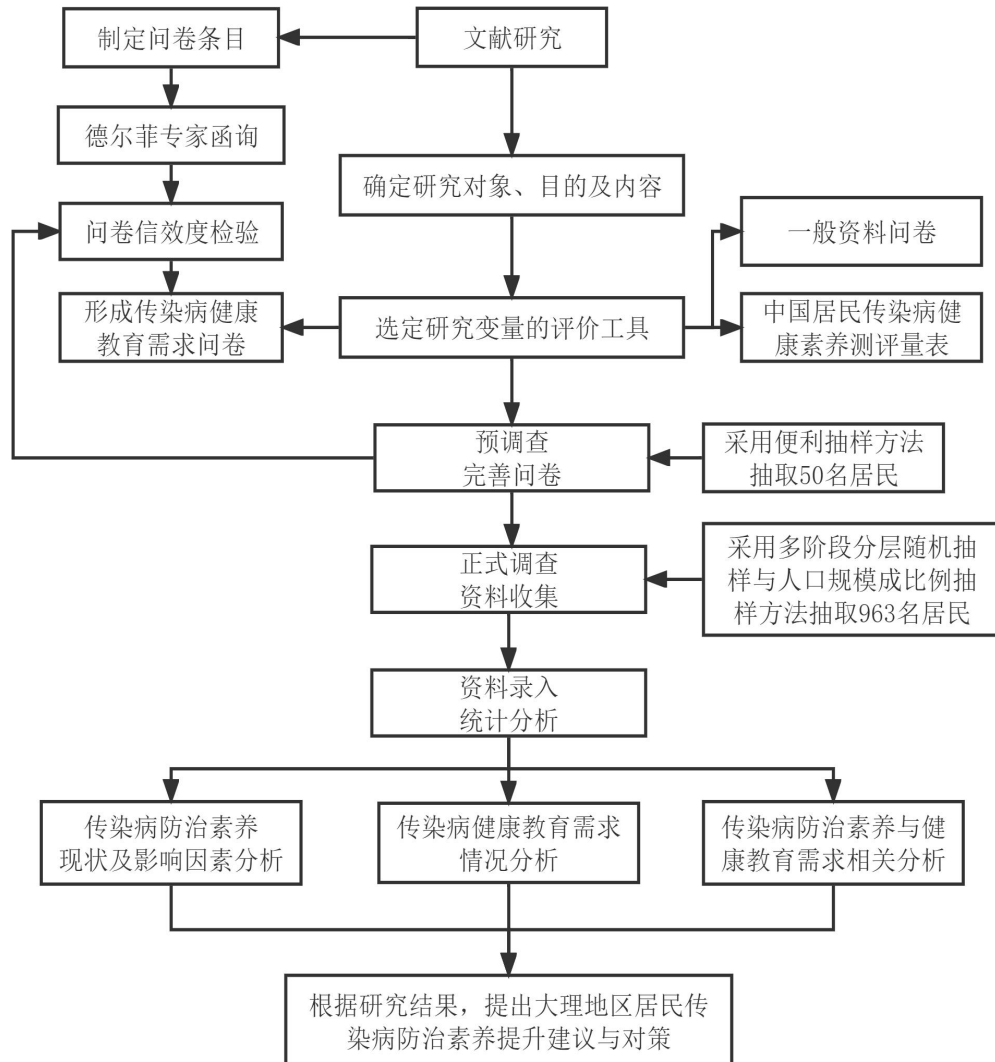 制定问卷条目
文献研究
德尔菲专家函询
确定研究对象、目的及内容
问卷信效度检验
一般资料问卷
形成传染病健康
教育需求问卷
选定研究变量的评价工具
中国居民传染病健
康素养测评量表
预调查
完善问卷
采用便利抽样方法
抽取50名居民
正式调查
资料收集
采用多阶段分层随机抽
样与人口规模成比例抽
样方法抽取963名居民
资料录入
统计分析
传染病防治素养
现状及影响因素分析
传染病健康教育需求
情况分析
传染病防治素养与健
康教育需求相关分析
根据研究结果，提出大理地区居民传
染病防治素养提升建议与对策